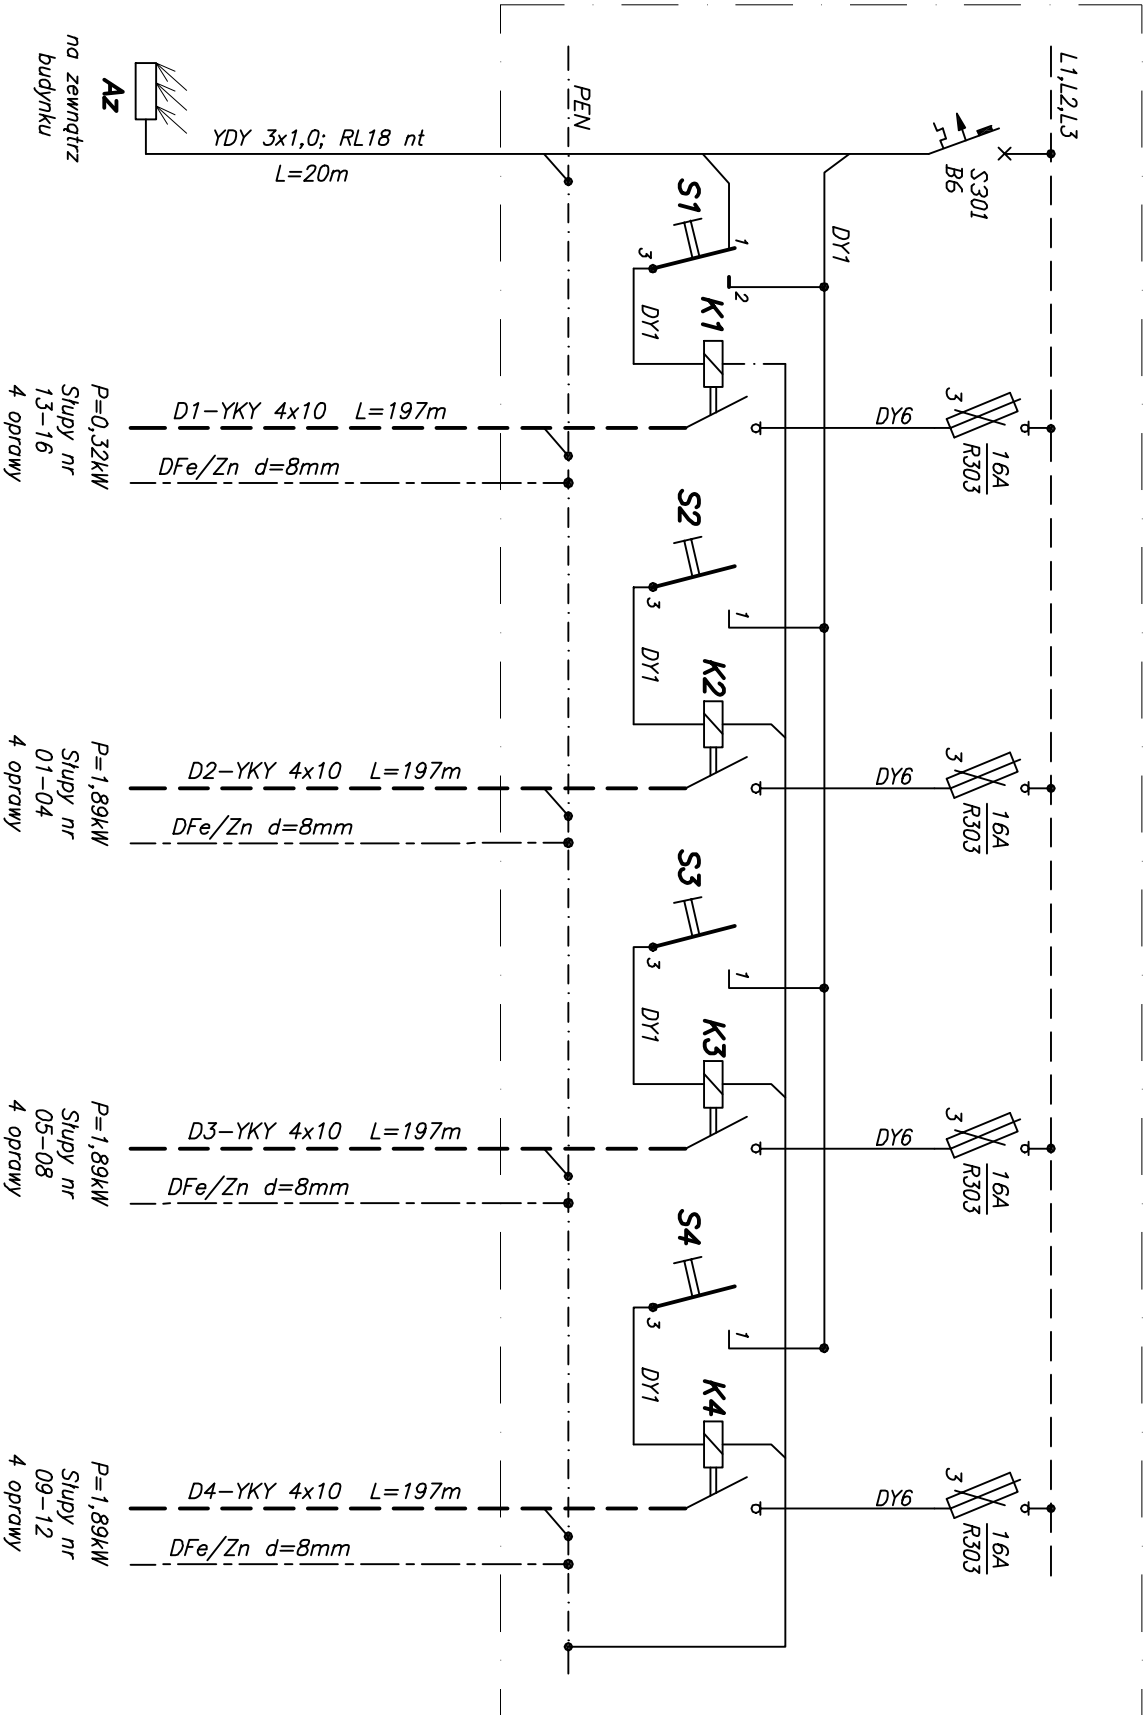 L1,L2,L3
S301
B6
DY1
PEN
YDY 3x1,0; RL18 nt
L=20m
Az
na zewnątrz
budynku
S1
1
2
3
DY1
K1
16A
R303
3
DY6
D1-YKY 4x10 L=197m
DFe/Zn d=8mm
P=0,32kW
Słupy nr
13-16
4 oprawy
S2
1
3
DY1
K2
16A
R303
3
DY6
D2-YKY 4x10 L=197m
DFe/Zn d=8mm
P=1,89kW
Słupy nr
01-04
4 oprawy
S3
1
3
DY1
K3
16A
R303
3
DY6
D3-YKY 4x10 L=197m
DFe/Zn d=8mm
P=1,89kW
Słupy nr
05-08
4 oprawy
S4
1
3
DY1
K4
16A
R303
3
DY6
D4-YKY 4x10 L=197m
DFe/Zn d=8mm
P=1,89kW
Słupy nr
09-12
4 oprawy